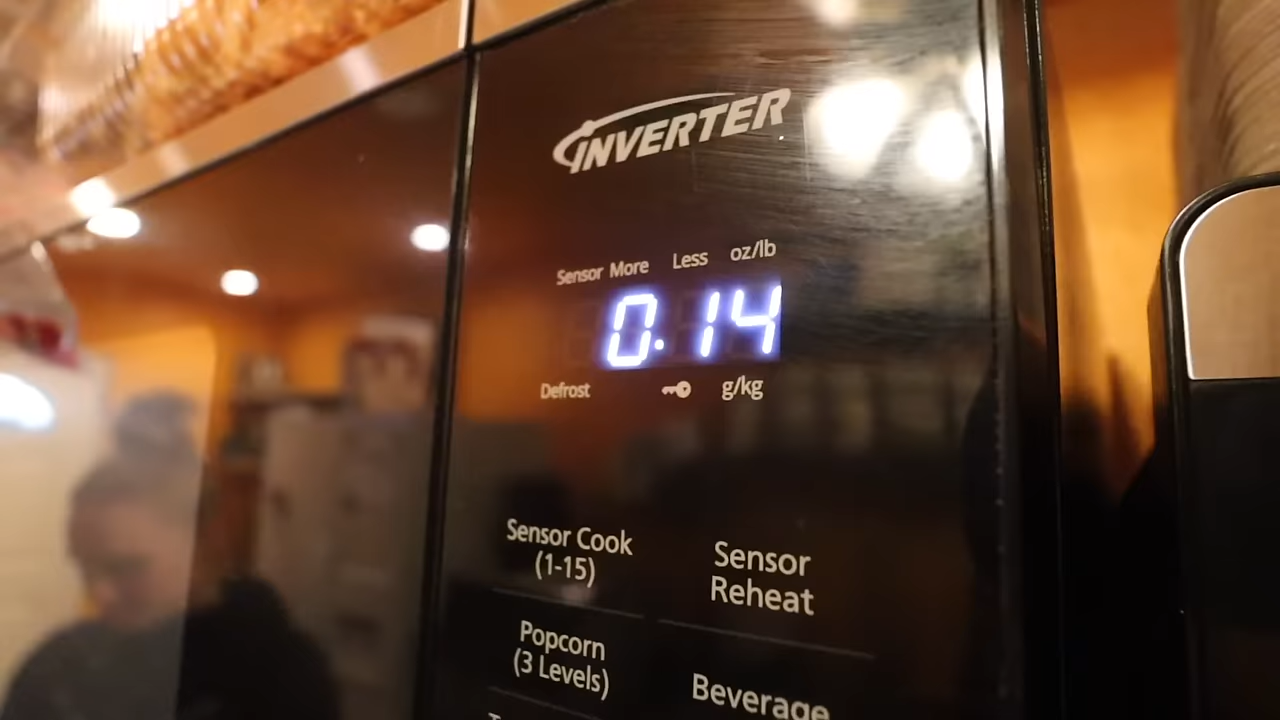 INVERTER
Sensor More Less oz/lb
0.14
Defrost g/kg
Sensor Cook
(1-15)
Sensor
Reheat
Popcorn
(3 Levels)
Beverage